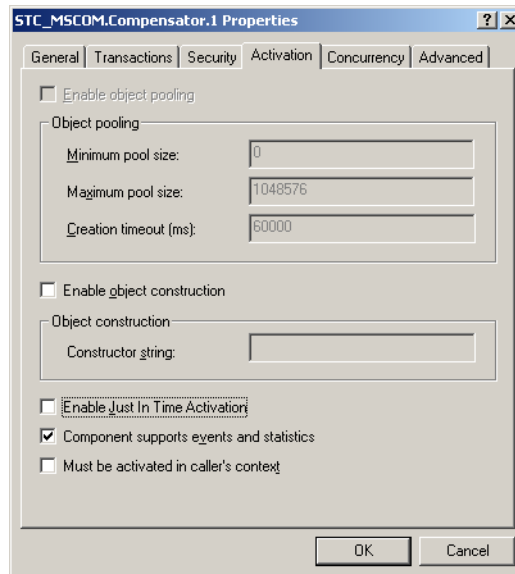 STC_MSCOM.Compensator.1 Properties
General Transactions Security Activation Concurrency Advanced
Enable object pooling
Object pooling
Minimum pool size: 0
Maximum pool size: 1048576
Creation timeout (ms): 60000
Enable object construction
Object construction
Constructor string:
Enable Just In Time Activation
Component supports events and statistics
Must be activated in caller's context
OK Cancel